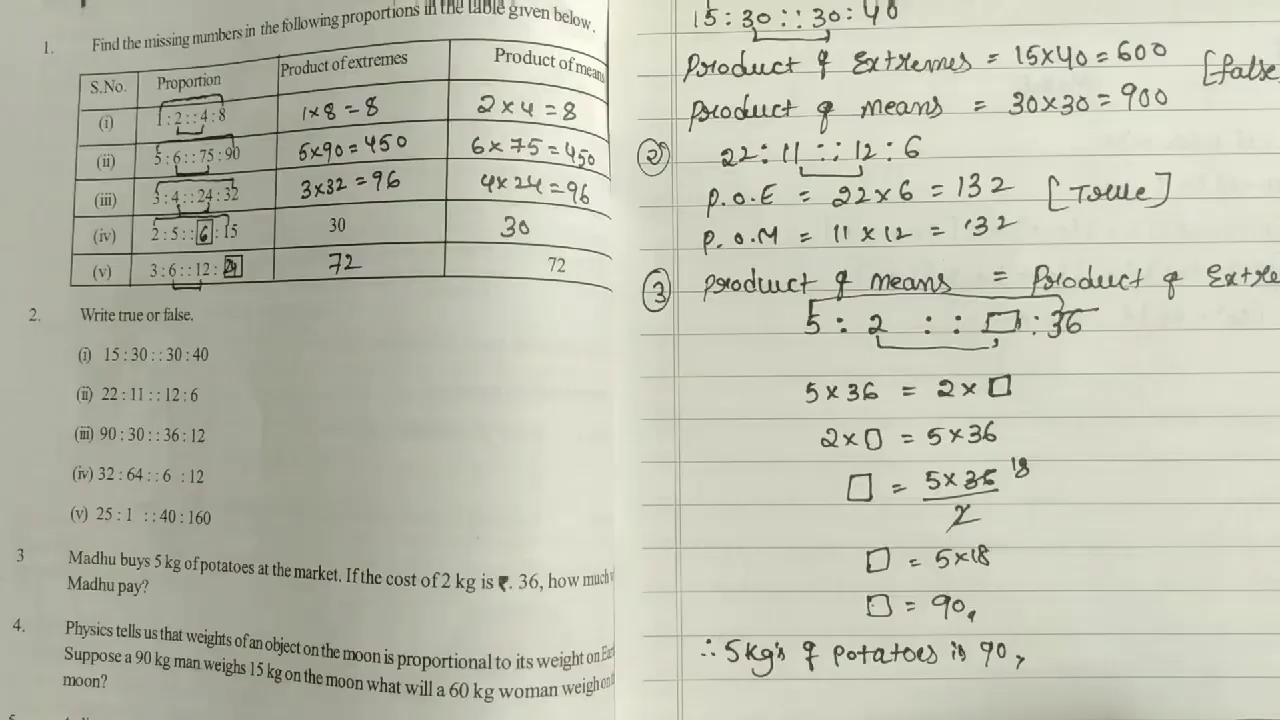 1. Find the missing numbers in the following proportions in the table given below.
S.No. Proportion Product of extremes Product of means
(i) 1 : 2 : : 4 : 8 1×8 = 8 2×4 = 8
(ii) 5 : 6 : : 75 : 90 5×90 = 450 6×75 = 450
(iii) 3 : 4 : : 24 : 32 3×32 = 96 4×24 = 96
(iv) 2 : 5 : : 6 : 15 30 30
(v) 3 : 6 : : 12 : 24 72 72
2. Write true or false.
(i) 15 : 30 : : 30 : 40
(ii) 22 : 11 : : 12 : 6
(iii) 90 : 30 : : 36 : 12
(iv) 32 : 64 : : 6 : 12
(v) 25 : 1 : : 40 : 160
3 Madhu buys 5 kg of potatoes at the market. If the cost of 2 kg is ₹. 36, how much
Madhu pay?
4. Physics tells us that weights of an object on the moon is proportional to its weight on
Suppose a 90 kg man weighs 15 kg on the moon what will a 60 kg woman weigh on
moon?
15 : 30 : : 30 : 40
Product of Extremes = 15×40 = 600
[false
Product of means = 30×30 = 900
② 22 : 11 : : 12 : 6
P.O.E = 22×6 = 132 [True]
P.O.M = 11×12 = 132
③ Product of means = Product of Extre
5 : 2 : : □ : 36
5×36 = 2×□
2×□ = 5×36
□ = 5×36 18
2
□ = 5×18
□ = 90,
∴ 5kg's of potatoes is 90,